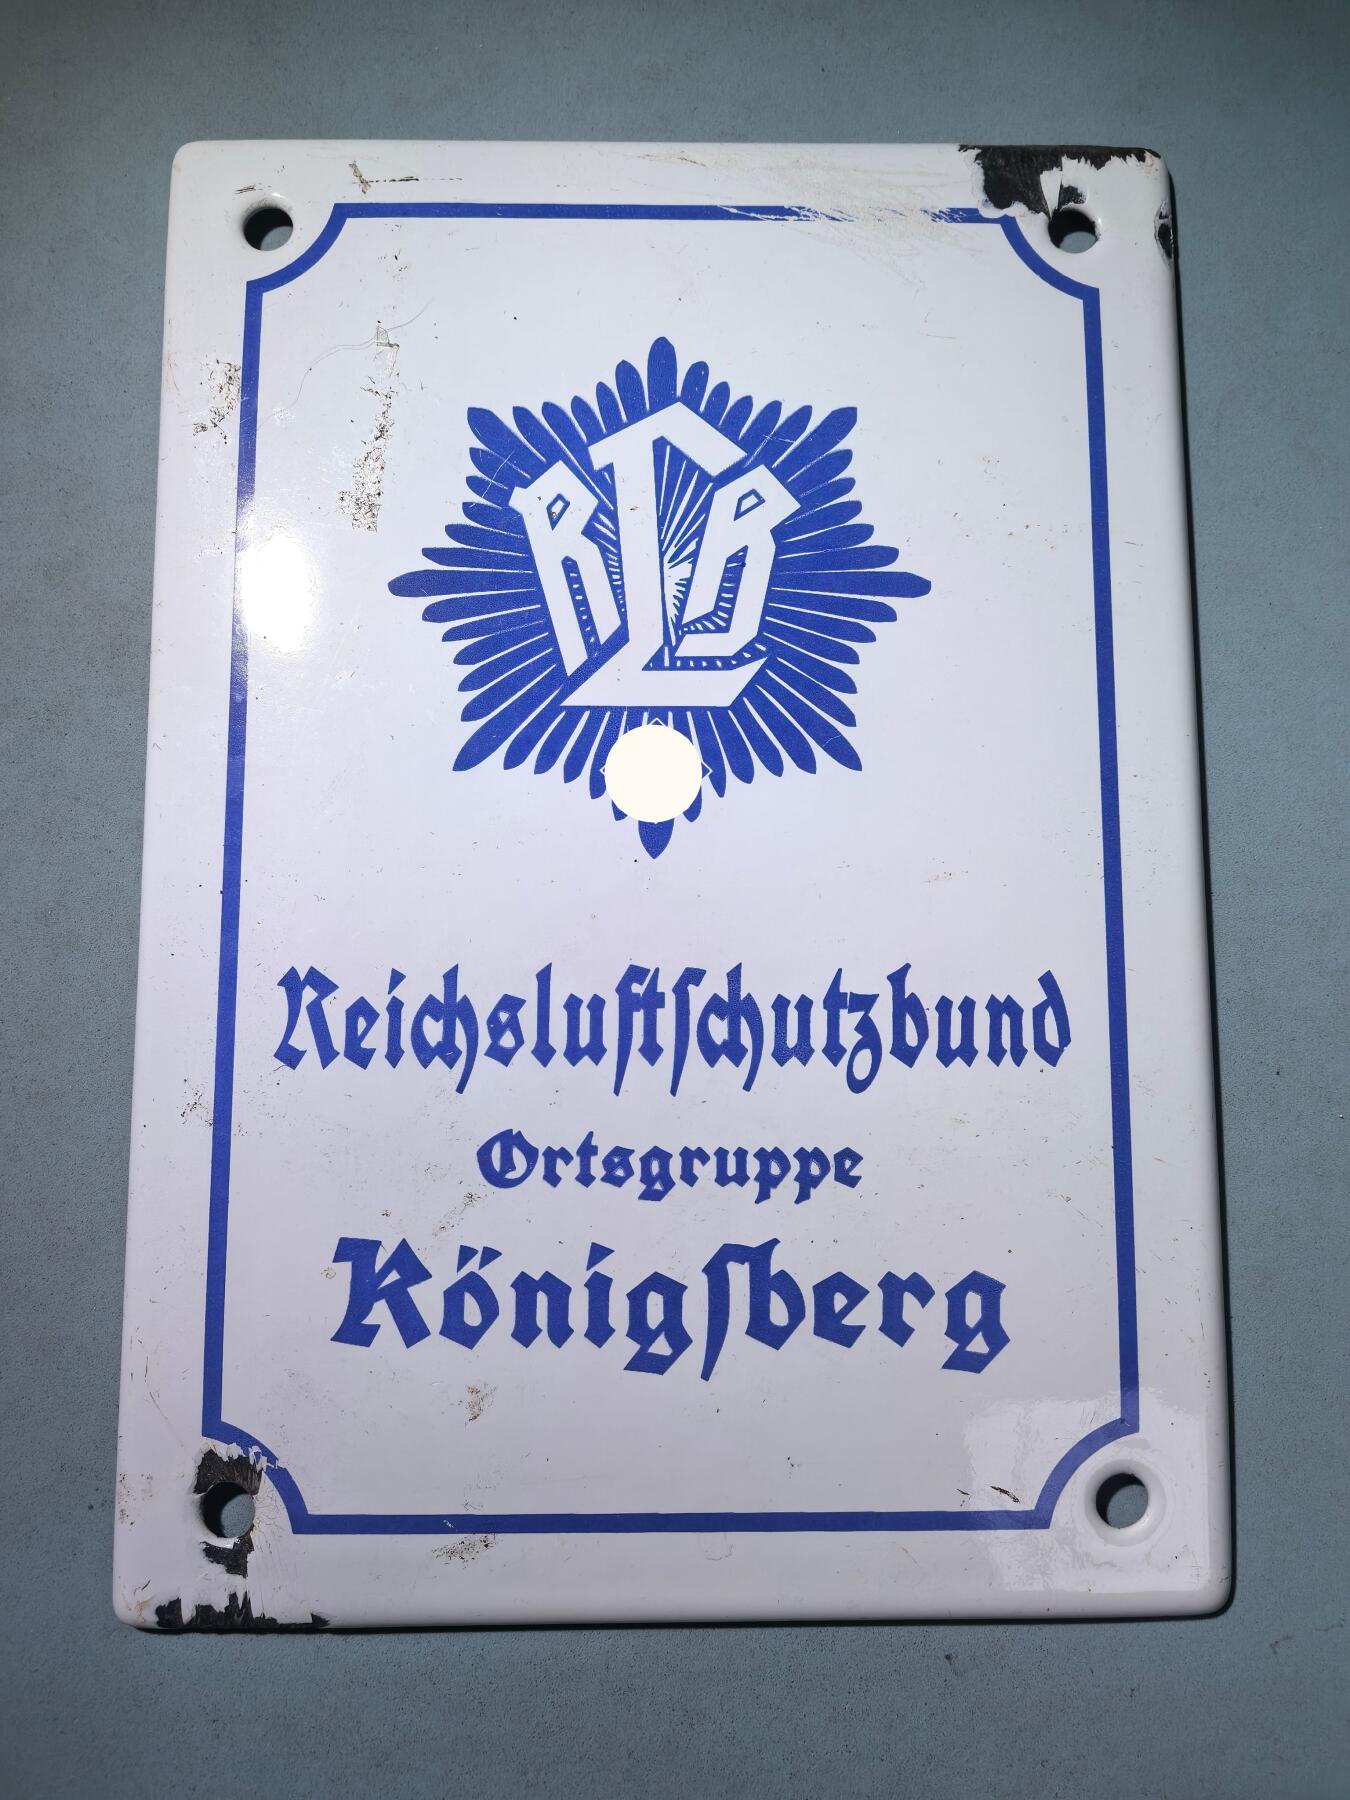 RLB
Reichsluftſchutzbund
Ortsgruppe
Königſberg